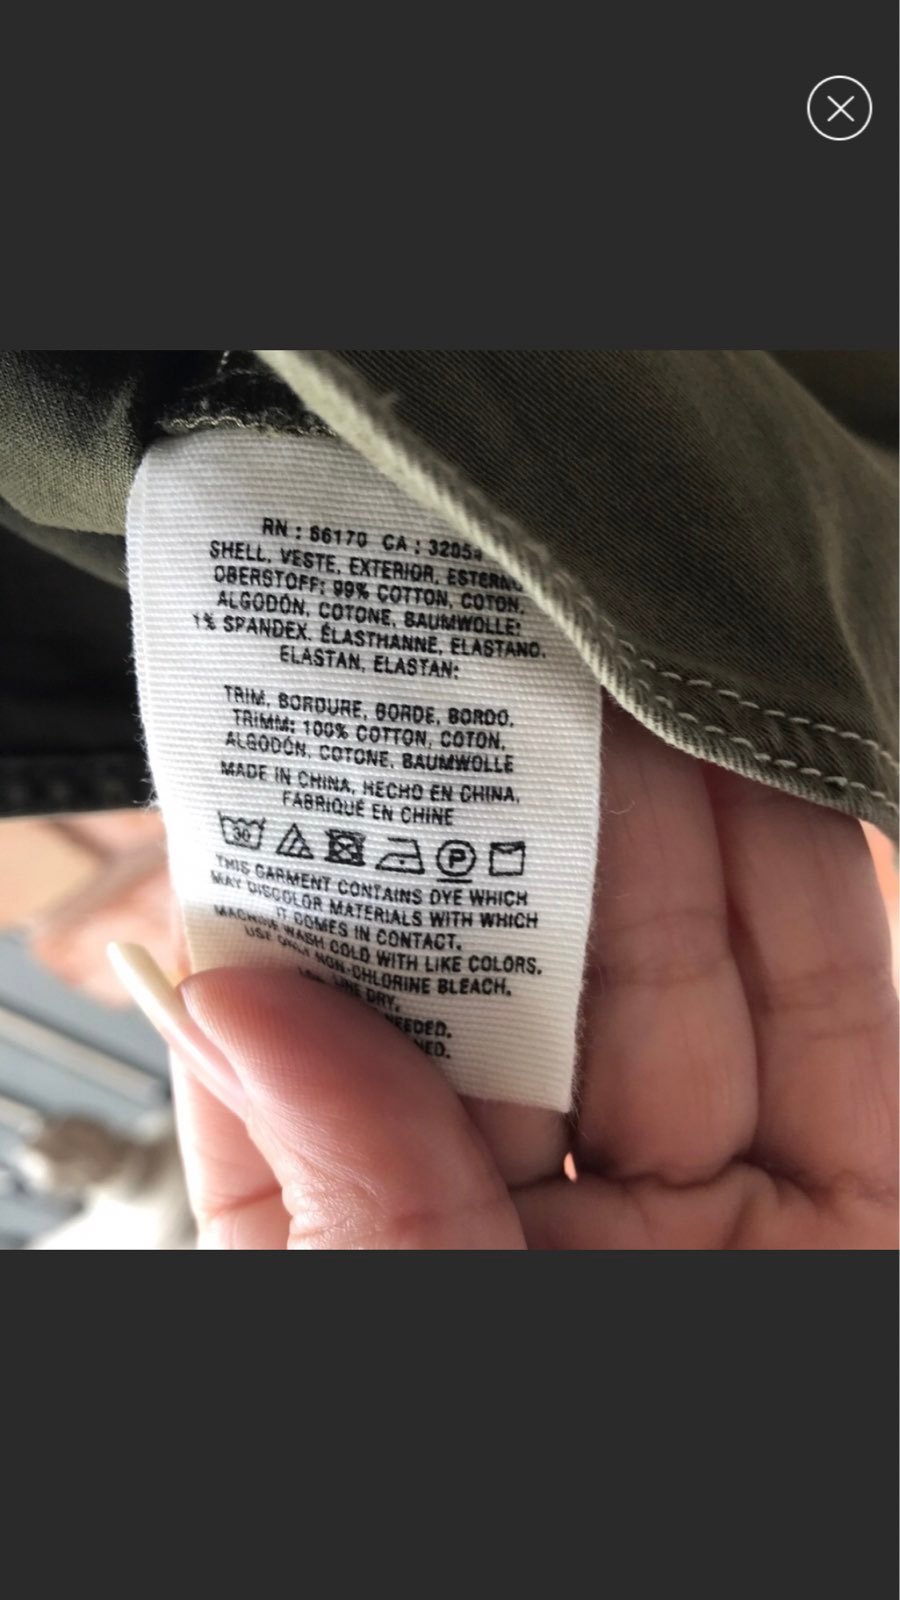 RN : 66170 CA : 32054
SHELL, VESTE, EXTERIOR, ESTERNO
OBERSTOFF: 99% COTTON, COTON,
ALGODÓN, COTONE, BAUMWOLLE;
1% SPANDEX, ÉLASTHANNE, ELASTANO,
ELASTAN, ELASTAN;
TRIM, BORDURE, BORDE, BORDO,
TRIMM: 100% COTTON, COTON,
ALGODÓN, COTONE, BAUMWOLLE
MADE IN CHINA, HECHO EN CHINA,
FABRIQUÉ EN CHINE
30 P
THIS GARMENT CONTAINS DYE WHICH
MAY DISCOLOR MATERIALS WITH WHICH
IT COMES IN CONTACT.
MACHINE WASH COLD WITH LIKE COLORS.
USE ONLY NON-CHLORINE BLEACH.
LINE DRY.
NEEDED.